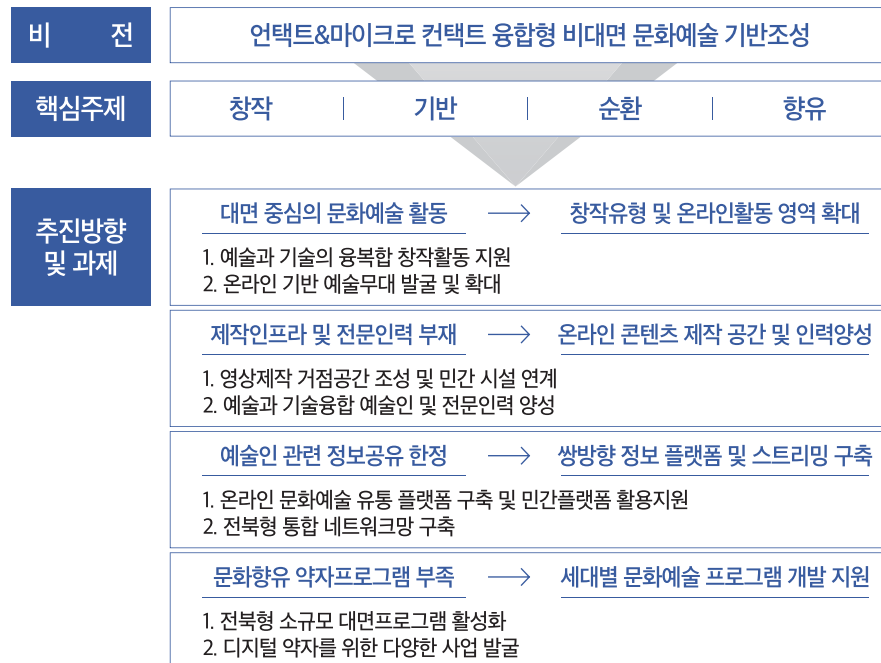 비 전
언택트&마이크로 컨택트 융합형 비대면 문화예술 기반조성
핵심주제
창작 | 기반 | 순환 | 향유
추진방향
및 과제
대면 중심의 문화예술 활동 → 창작유형 및 온라인활동 영역 확대
1. 예술과 기술의 융복합 창작활동 지원
2. 온라인 기반 예술무대 발굴 및 확대
제작인프라 및 전문인력 부재 → 온라인 콘텐츠 제작 공간 및 인력양성
1. 영상제작 거점공간 조성 및 민간 시설 연계
2. 예술과 기술융합 예술인 및 전문인력 양성
예술인 관련 정보공유 한정 → 쌍방향 정보 플랫폼 및 스트리밍 구축
1. 온라인 문화예술 유통 플랫폼 구축 및 민간플랫폼 활용지원
2. 전북형 통합 네트워크망 구축
문화향유 약자프로그램 부족 → 세대별 문화예술 프로그램 개발 지원
1. 전북형 소규모 대면프로그램 활성화
2. 디지털 약자를 위한 다양한 사업 발굴